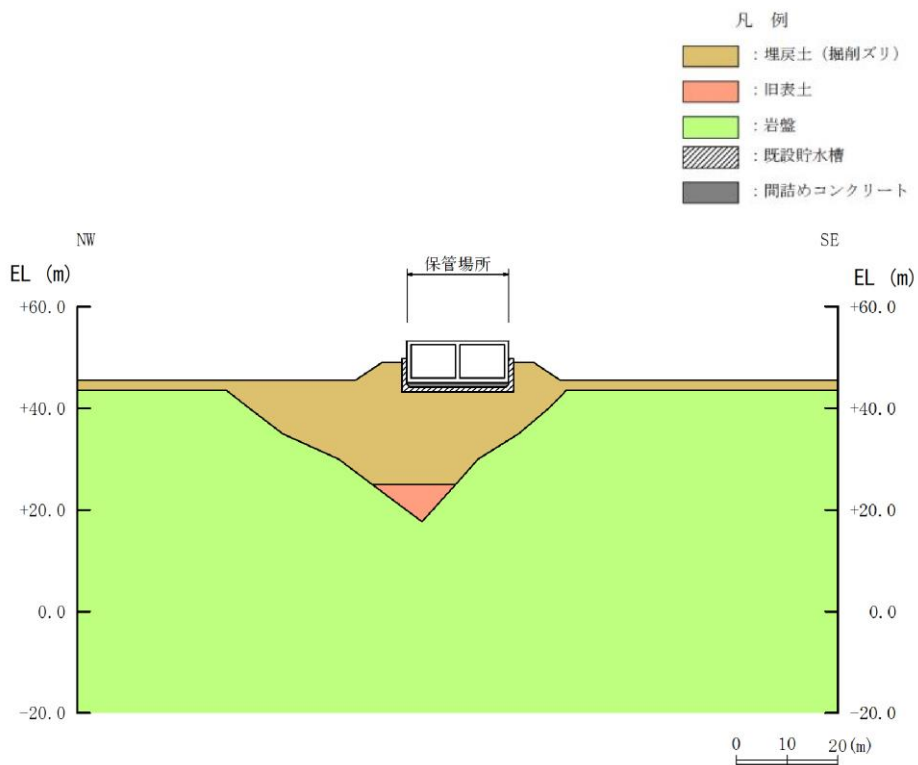 凡 例
：埋戻土（掘削ズリ）
：旧表土
：岩盤
：既設貯水槽
：間詰めコンクリート
NW
SE
EL (m)
保管場所
EL (m)
+60.0
+60.0
+40.0
+40.0
+20.0
+20.0
0.0
0.0
-20.0
-20.0
0 10 20(m)